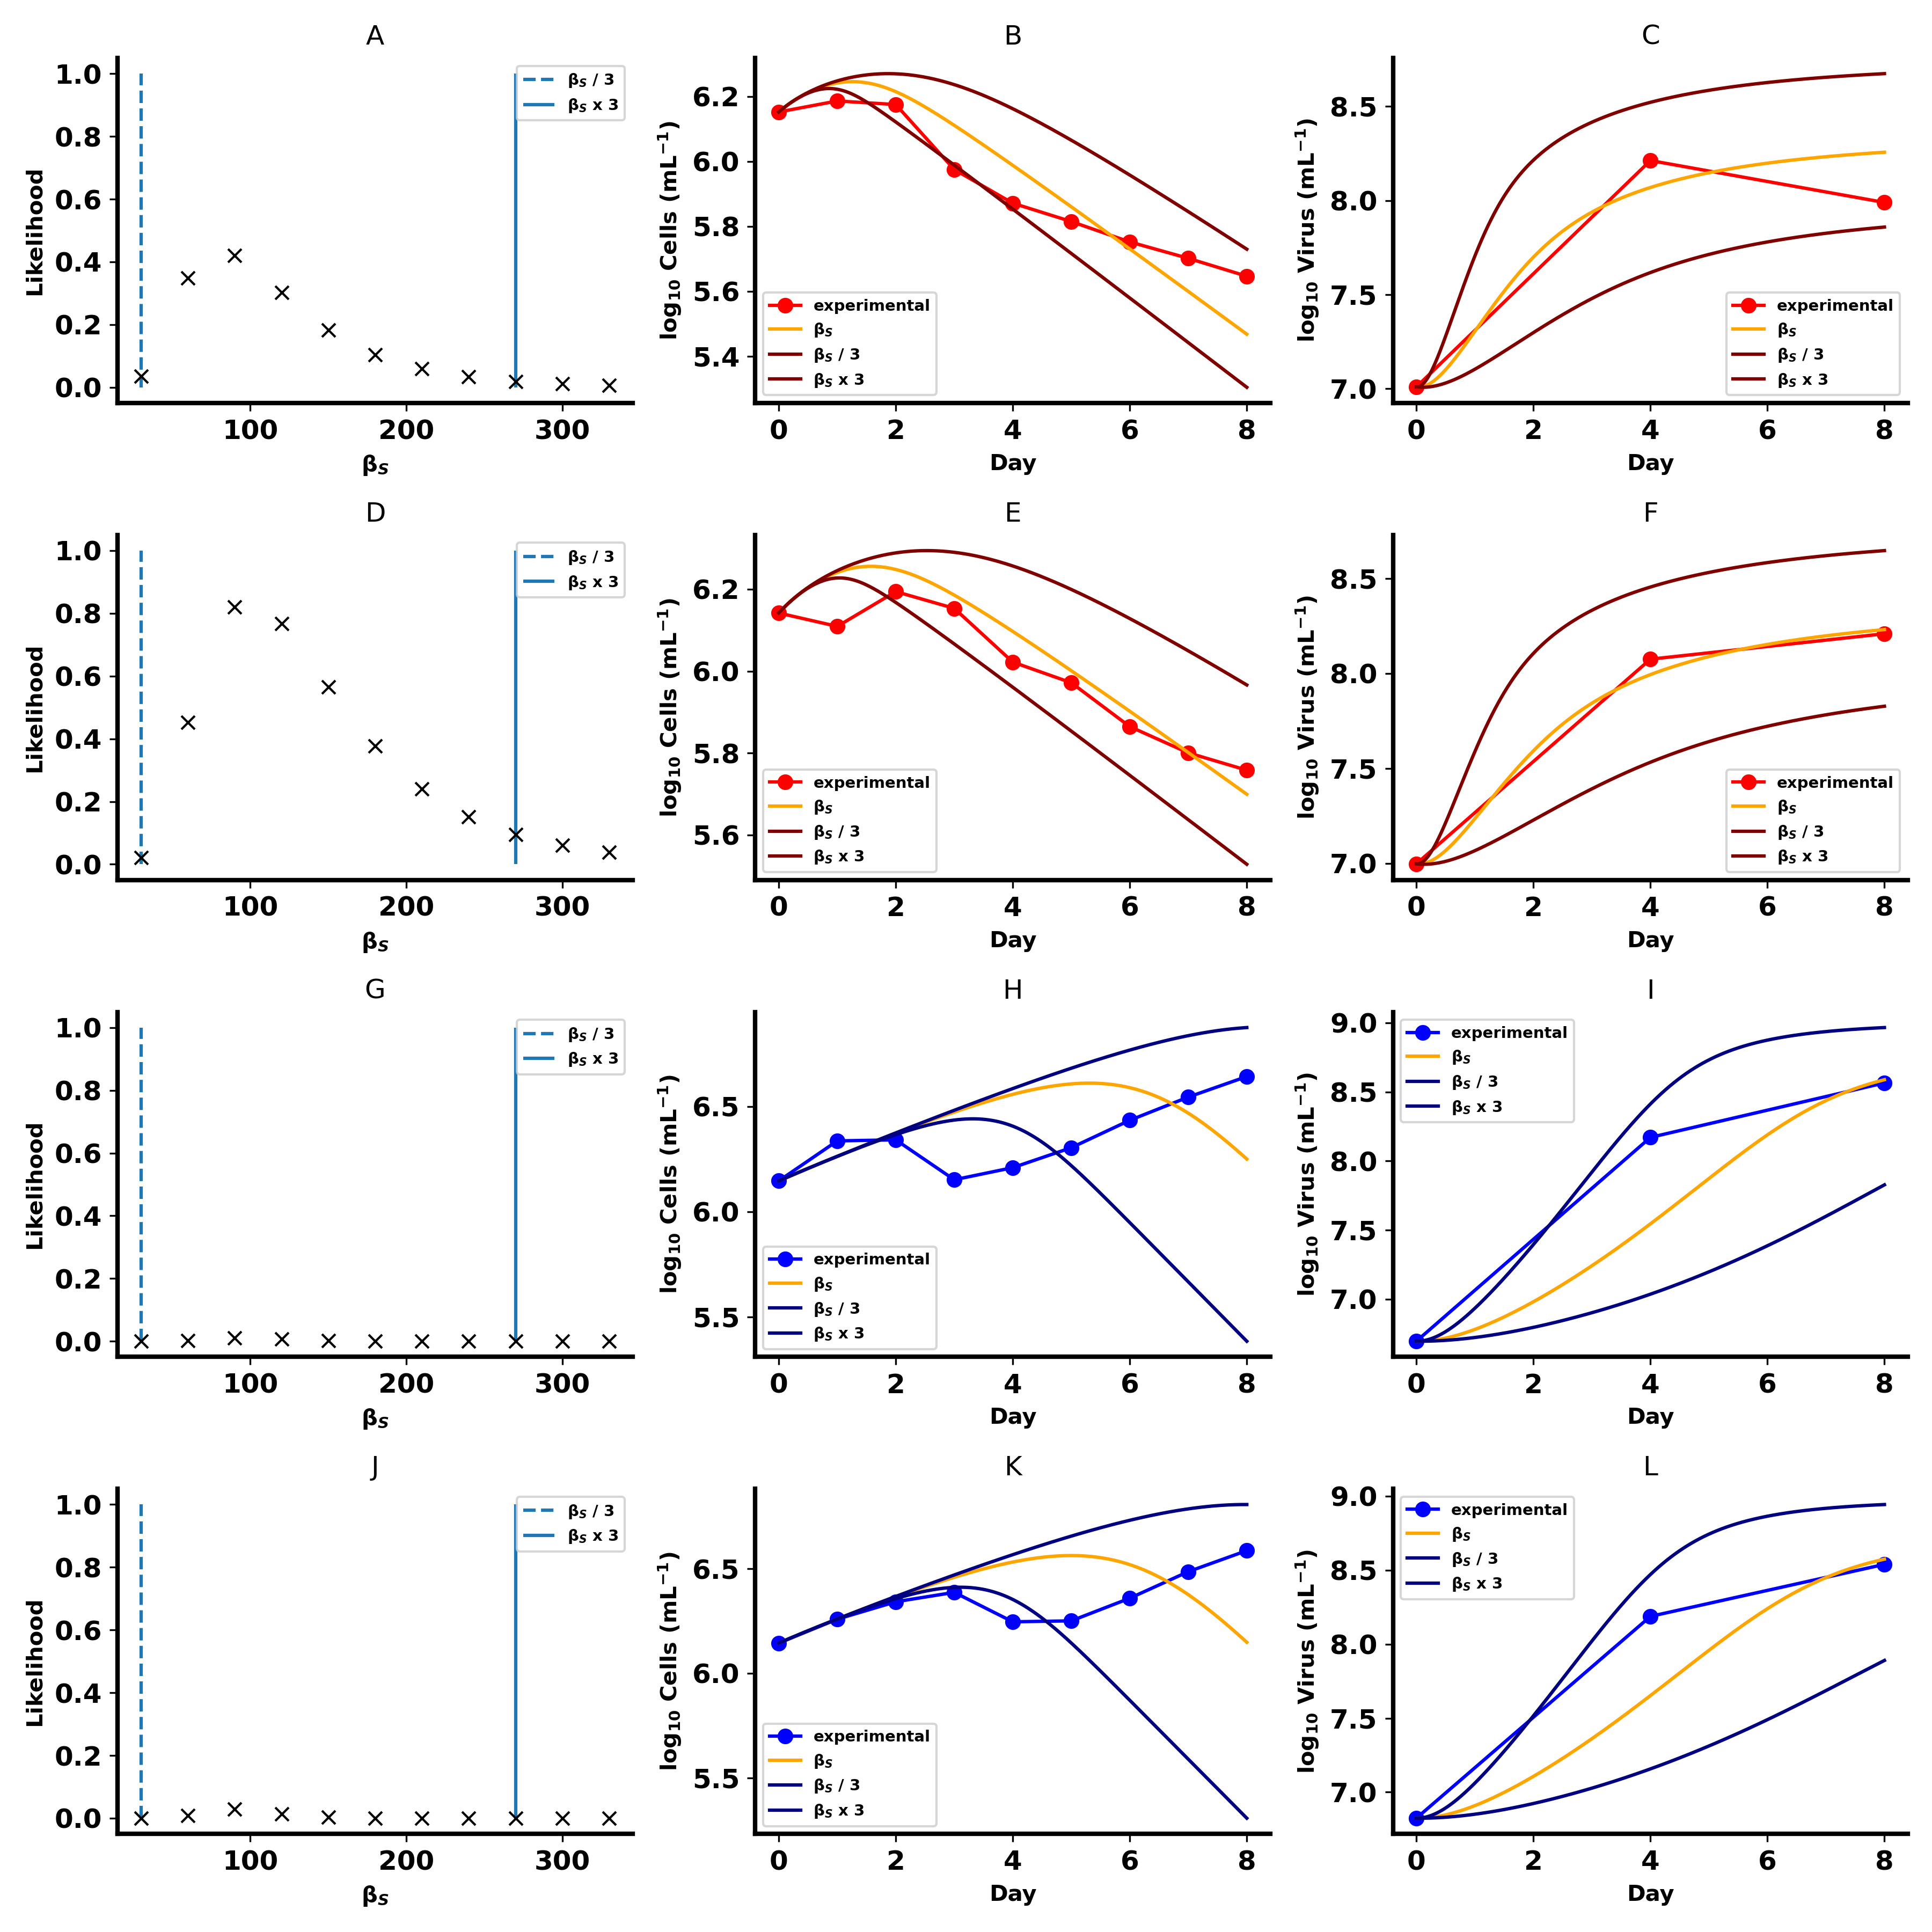 A
1.0
0.8
0.6
0.4
0.2
0.0
Likelihood
100 200 300
βS
βS / 3
βS x 3
B
6.2
6.0
5.8
5.6
5.4
log10 Cells (mL−1)
0 2 4 6 8
Day
experimental
βS
βS / 3
βS x 3
C
8.5
8.0
7.5
7.0
log10 Virus (mL−1)
0 2 4 6 8
Day
experimental
βS
βS / 3
βS x 3
D
1.0
0.8
0.6
0.4
0.2
0.0
Likelihood
100 200 300
βS
βS / 3
βS x 3
E
6.2
6.0
5.8
5.6
log10 Cells (mL−1)
0 2 4 6 8
Day
experimental
βS
βS / 3
βS x 3
F
8.5
8.0
7.5
7.0
log10 Virus (mL−1)
0 2 4 6 8
Day
experimental
βS
βS / 3
βS x 3
G
1.0
0.8
0.6
0.4
0.2
0.0
Likelihood
100 200 300
βS
βS / 3
βS x 3
H
6.5
6.0
5.5
log10 Cells (mL−1)
0 2 4 6 8
Day
experimental
βS
βS / 3
βS x 3
I
9.0
8.5
8.0
7.5
7.0
log10 Virus (mL−1)
0 2 4 6 8
Day
experimental
βS
βS / 3
βS x 3
J
1.0
0.8
0.6
0.4
0.2
0.0
Likelihood
100 200 300
βS
βS / 3
βS x 3
K
6.5
6.0
5.5
log10 Cells (mL−1)
0 2 4 6 8
Day
experimental
βS
βS / 3
βS x 3
L
9.0
8.5
8.0
7.5
7.0
log10 Virus (mL−1)
0 2 4 6 8
Day
experimental
βS
βS / 3
βS x 3